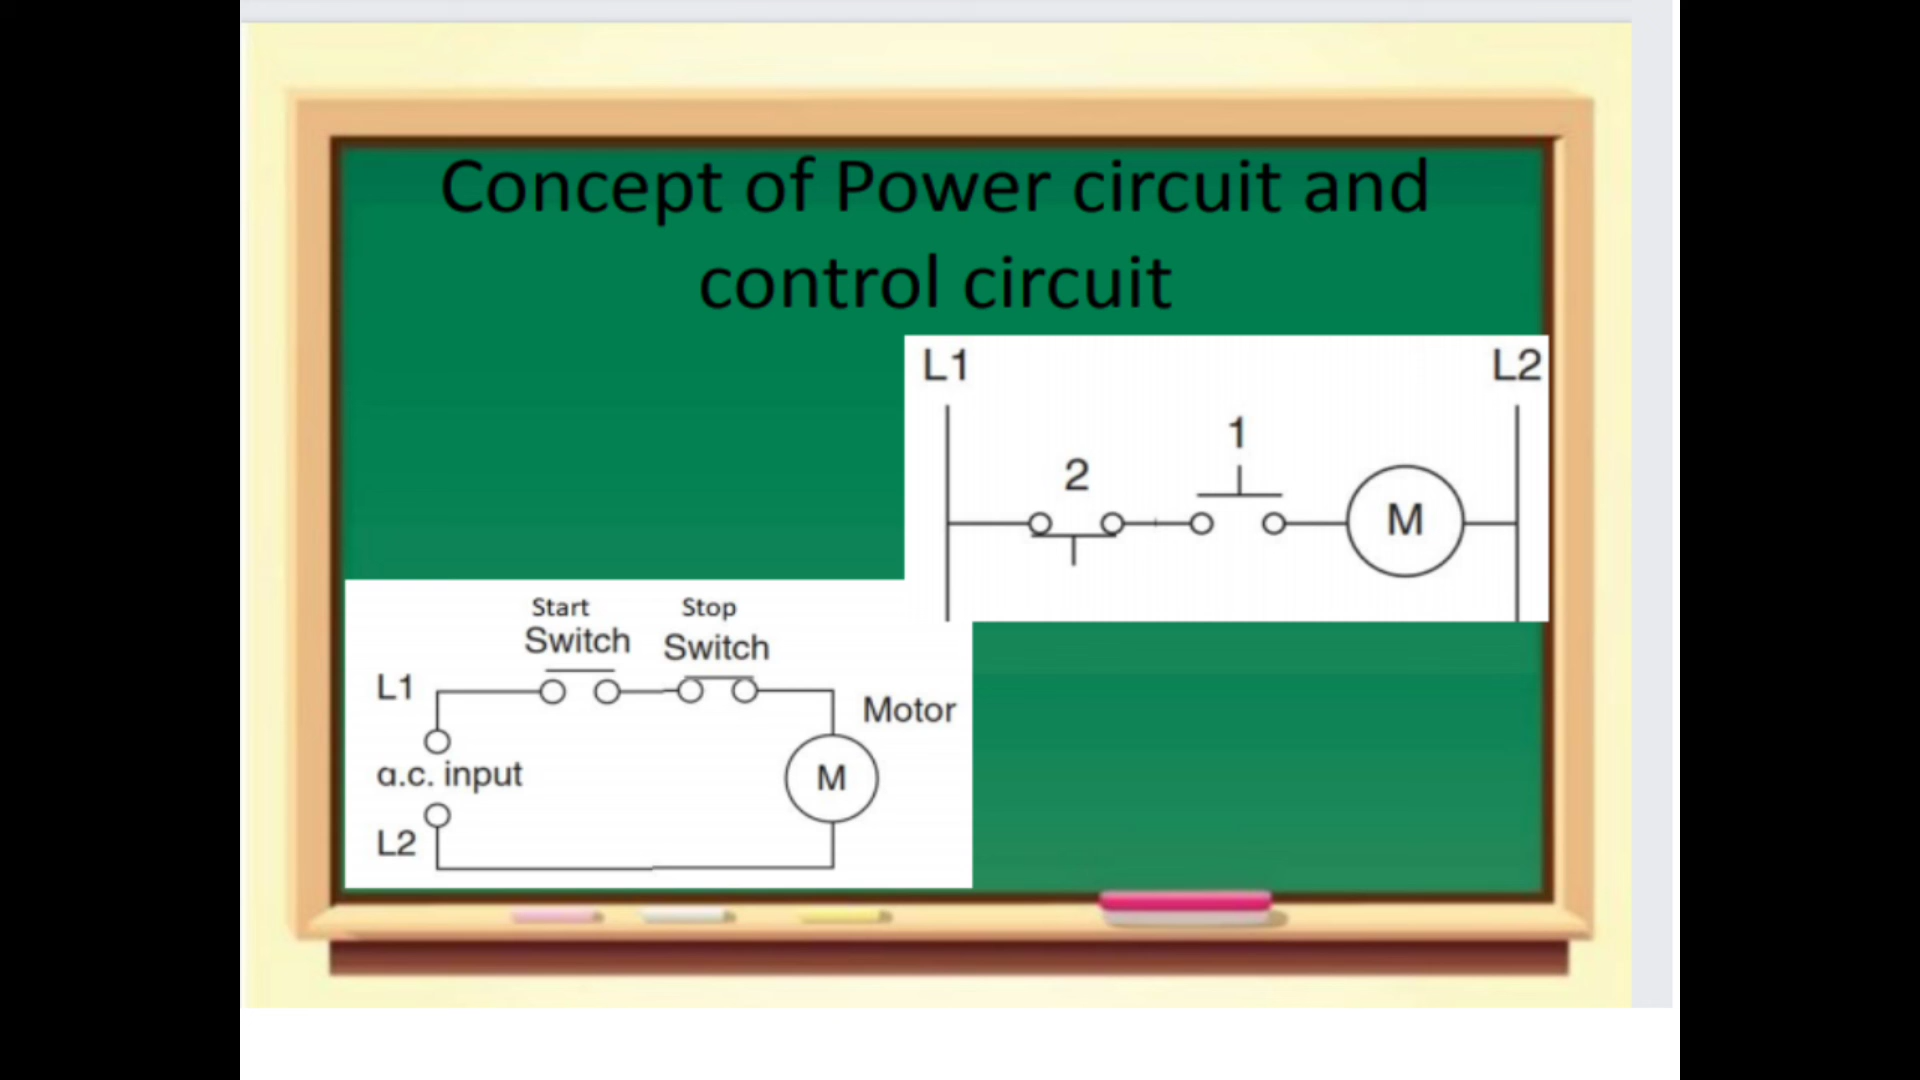 Concept of Power circuit and
control circuit
L1 L2
1
2
M
Start Stop
Switch Switch
L1
Motor
a.c. input
M
L2